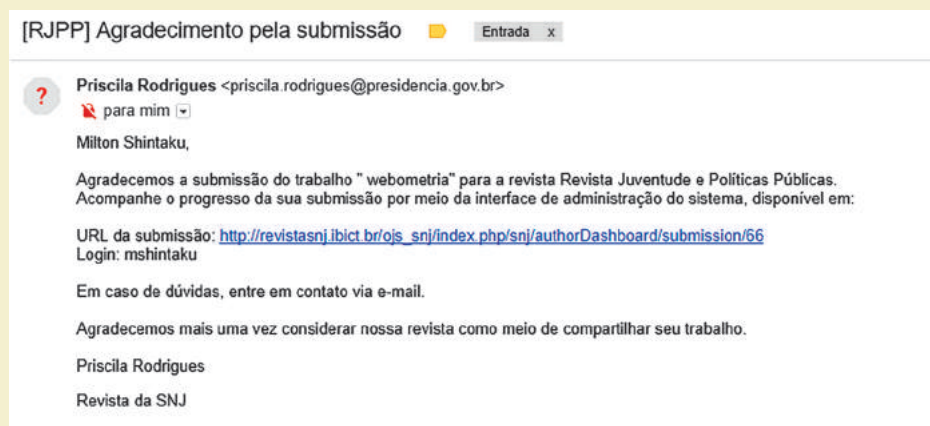 [RJPP] Agradecimento pela submissão Entrada x
?
Priscila Rodrigues <priscila.rodrigues@presidencia.gov.br>
para mim
Milton Shintaku,
Agradecemos a submissão do trabalho " webometria" para a revista Revista Juventude e Políticas Públicas.
Acompanhe o progresso da sua submissão por meio da interface de administração do sistema, disponível em:
URL da submissão: http://revistasnj.ibict.br/ojs_snj/index.php/snj/authorDashboard/submission/66
Login: mshintaku
Em caso de dúvidas, entre em contato via e-mail.
Agradecemos mais uma vez considerar nossa revista como meio de compartilhar seu trabalho.
Priscila Rodrigues
Revista da SNJ